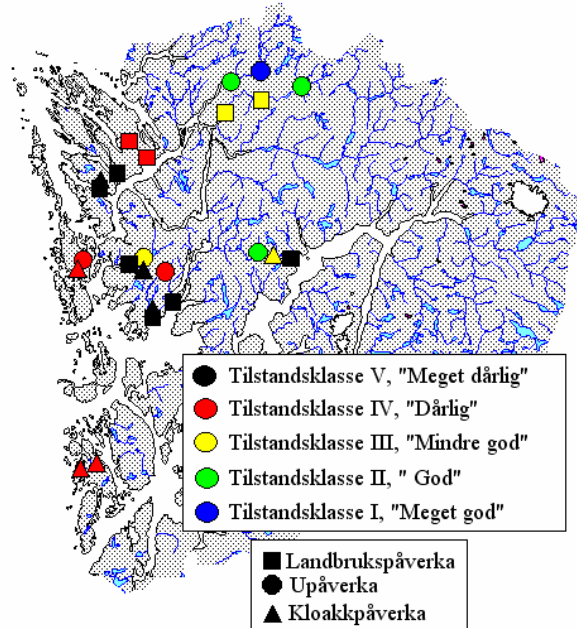 Tilstandsklasse V, "Meget dårlig"
Tilstandsklasse IV, "Dårlig"
Tilstandsklasse III, "Mindre god"
Tilstandsklasse II, " God"
Tilstandsklasse I, "Meget god"
Landbrukspåverka
Upåverka
Kloakkpåverka